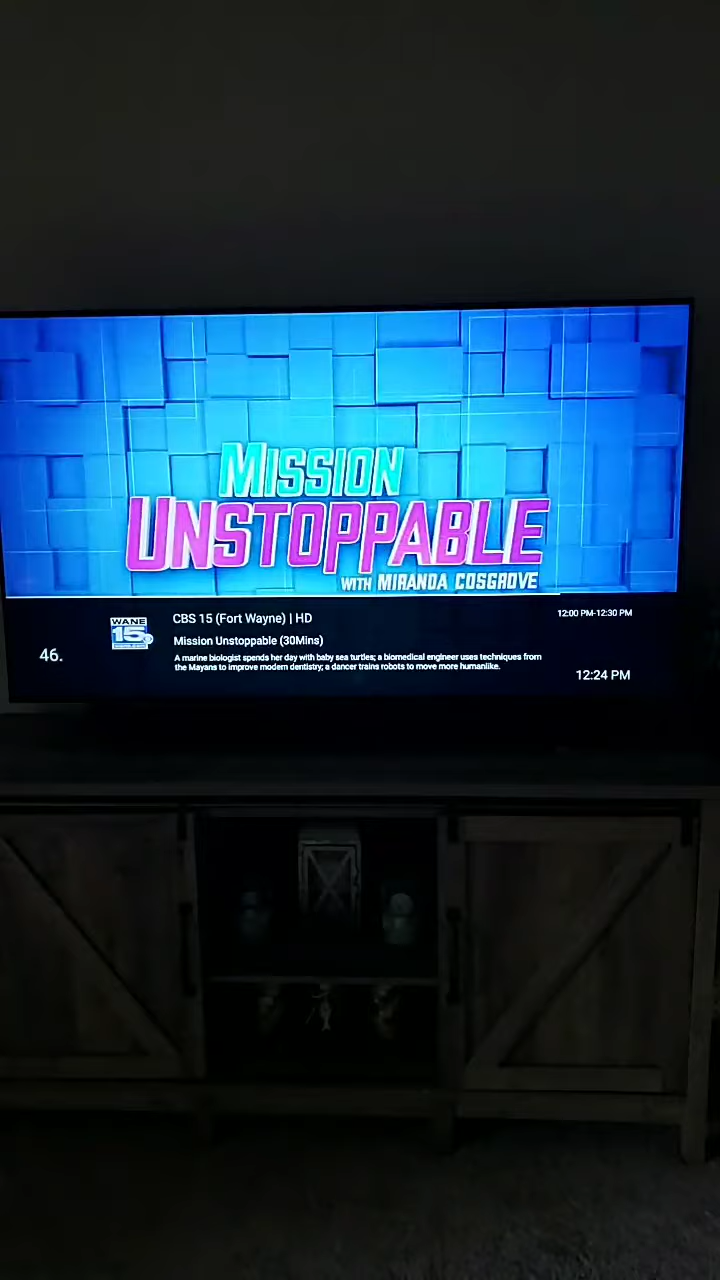 MISSION
UNSTOPPABLE
WITH MIRANDA COSGROVE
WANE
15
CBS 15 (Fort Wayne) | HD
12:00 PM-12:30 PM
Mission Unstoppable (30Mins)
46.
A marine biologist spends her day with baby sea turtles; a biomedical engineer uses techniques from
the Mayans to improve modern dentistry; a dancer trains robots to move more humanlike.
12:24 PM